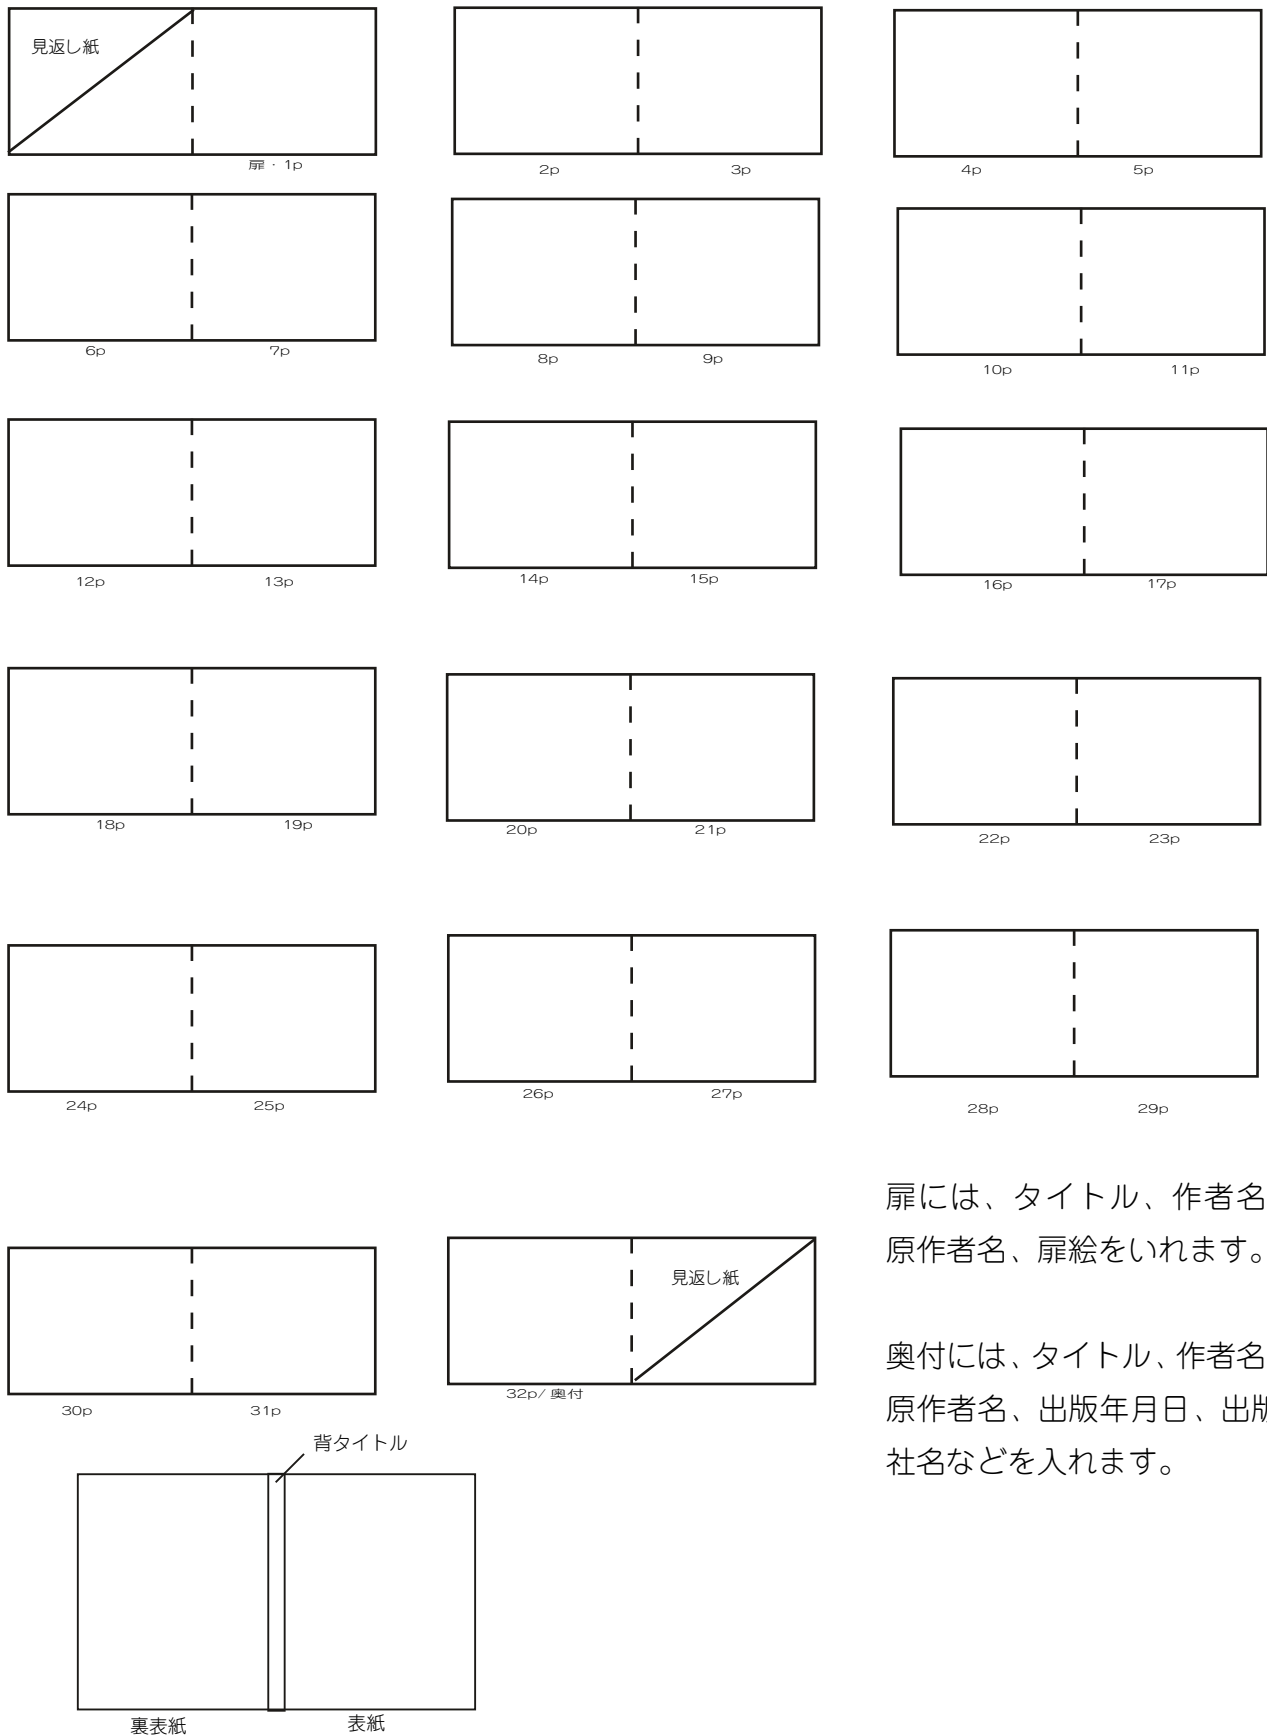 見返し紙
扉・1p
2p 3p
4p 5p
6p 7p
8p 9p
10p 11p
12p 13p
14p 15p
16p 17p
18p 19p
20p 21p
22p 23p
24p 25p
26p 27p
28p 29p
30p 31p
見返し紙
32p/ 奥付
扉には、タイトル、作者名
原作者名、扉絵をいれます。
奥付には、タイトル、作者名
原作者名、出版年月日、出版
社名などを入れます。
背タイトル
裏表紙 表紙